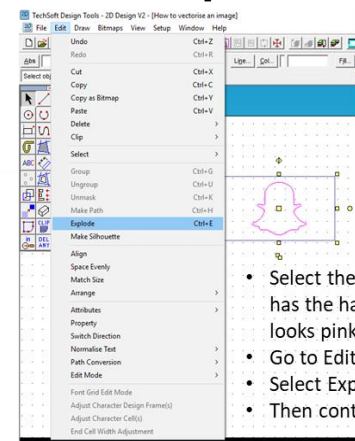 TechSoft Design Tools - 2D Design V2 - [How to vectorise an image]
File Edit Draw Bitmaps View Setup Window Help
Undo Ctrl+Z
Redo Ctrl+R
Cut Ctrl+X
Copy Ctrl+C
Copy as Bitmap Ctrl+Y
Paste Ctrl+V
Delete >
Clip >
Select >
Group Ctrl+G
Ungroup Ctrl+U
Unmask Ctrl+K
Make Path Ctrl+H
Explode Ctrl+E
Make Silhouette
Align
Space Evenly
Match Size
Arrange >
Attributes >
Property
Switch Direction
Normalise Text >
Path Conversion >
Edit Mode >
Font Grid Edit Mode
Adjust Character Design Frame(s)
Adjust Character Cell(s)
End Cell Width Adjustment
Abs
Line.. Col..
Fill..
Select obj
ABC
CLIP
DEL
ANY
• Select the
has the ha
looks pink
• Go to Edit
• Select Exp
• Then cont